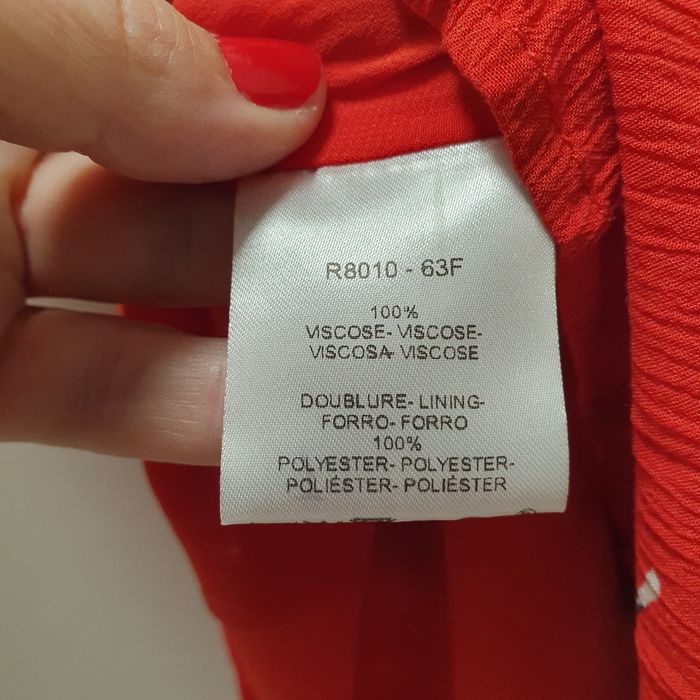 R8010 - 63F
100%
VISCOSE- VISCOSE-
VISCOSA- VISCOSE
DOUBLURE- LINING-
FORRO- FORRO
100%
POLYESTER- POLYESTER-
POLIÉSTER- POLIÉSTER